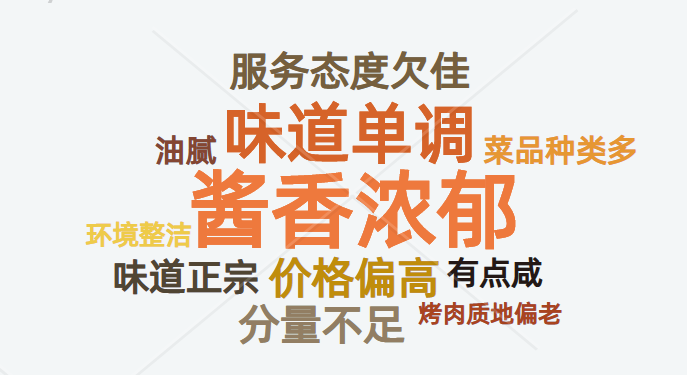 服务态度欠佳
油腻
味道单调
菜品种类多
酱香浓郁
环境整洁
味道正宗
价格偏高
有点咸
分量不足
烤肉质地偏老